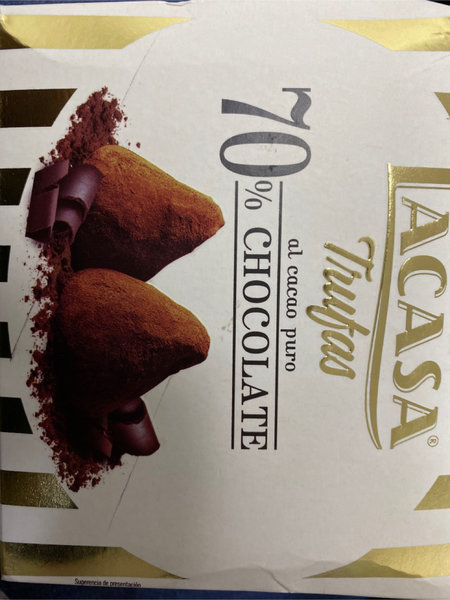 LACASA®
Trufas
al cacao puro
70% CHOCOLATE
Sugerencia de presentación